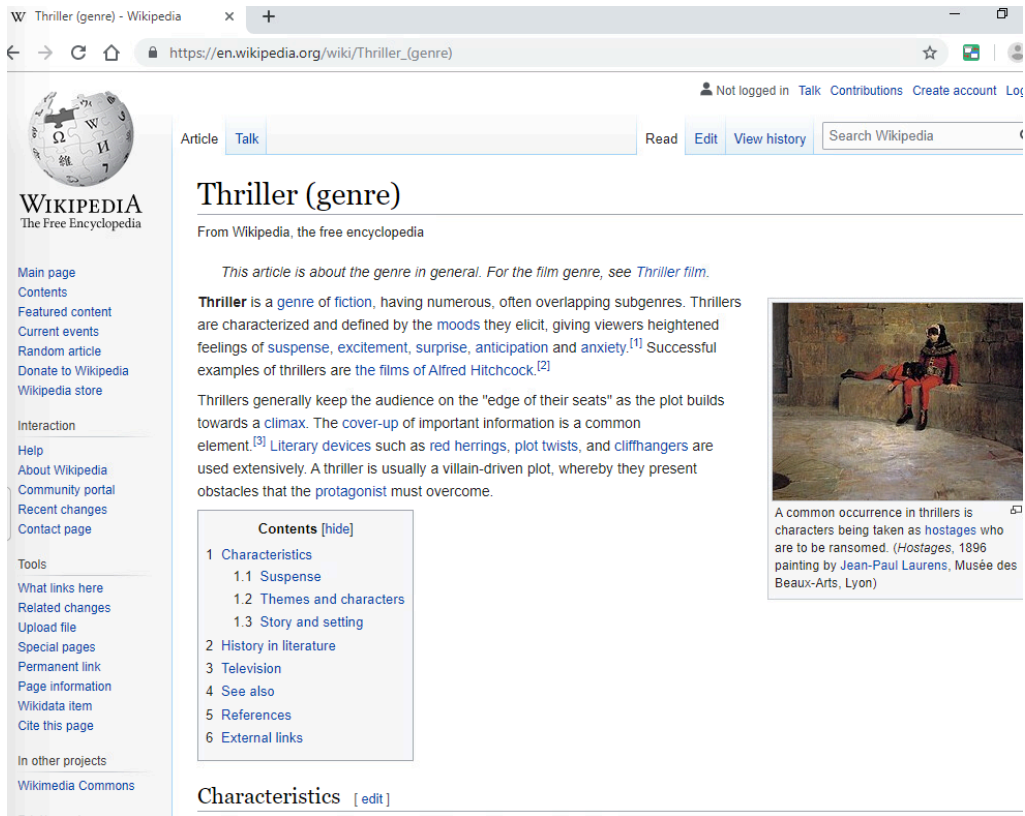 Thriller (genre) - Wikipedia
https://en.wikipedia.org/wiki/Thriller_(genre)
Not logged in Talk Contributions Create account Log
WIKIPEDIA
The Free Encyclopedia
Article Talk
Read Edit View history Search Wikipedia
Thriller (genre)
From Wikipedia, the free encyclopedia
This article is about the genre in general. For the film genre, see Thriller film.
Thriller is a genre of fiction, having numerous, often overlapping subgenres. Thrillers
are characterized and defined by the moods they elicit, giving viewers heightened
feelings of suspense, excitement, surprise, anticipation and anxiety.[1] Successful
examples of thrillers are the films of Alfred Hitchcock.[2]
Thrillers generally keep the audience on the "edge of their seats" as the plot builds
towards a climax. The cover-up of important information is a common
element.[3] Literary devices such as red herrings, plot twists, and cliffhangers are
used extensively. A thriller is usually a villain-driven plot, whereby they present
obstacles that the protagonist must overcome.
Contents [hide]
1 Characteristics
1.1 Suspense
1.2 Themes and characters
1.3 Story and setting
2 History in literature
3 Television
4 See also
5 References
6 External links
Characteristics [ edit ]
A common occurrence in thrillers is
characters being taken as hostages who
are to be ransomed. (Hostages, 1896
painting by Jean-Paul Laurens, Musée des
Beaux-Arts, Lyon)
Main page
Contents
Featured content
Current events
Random article
Donate to Wikipedia
Wikipedia store
Interaction
Help
About Wikipedia
Community portal
Recent changes
Contact page
Tools
What links here
Related changes
Upload file
Special pages
Permanent link
Page information
Wikidata item
Cite this page
In other projects
Wikimedia Commons